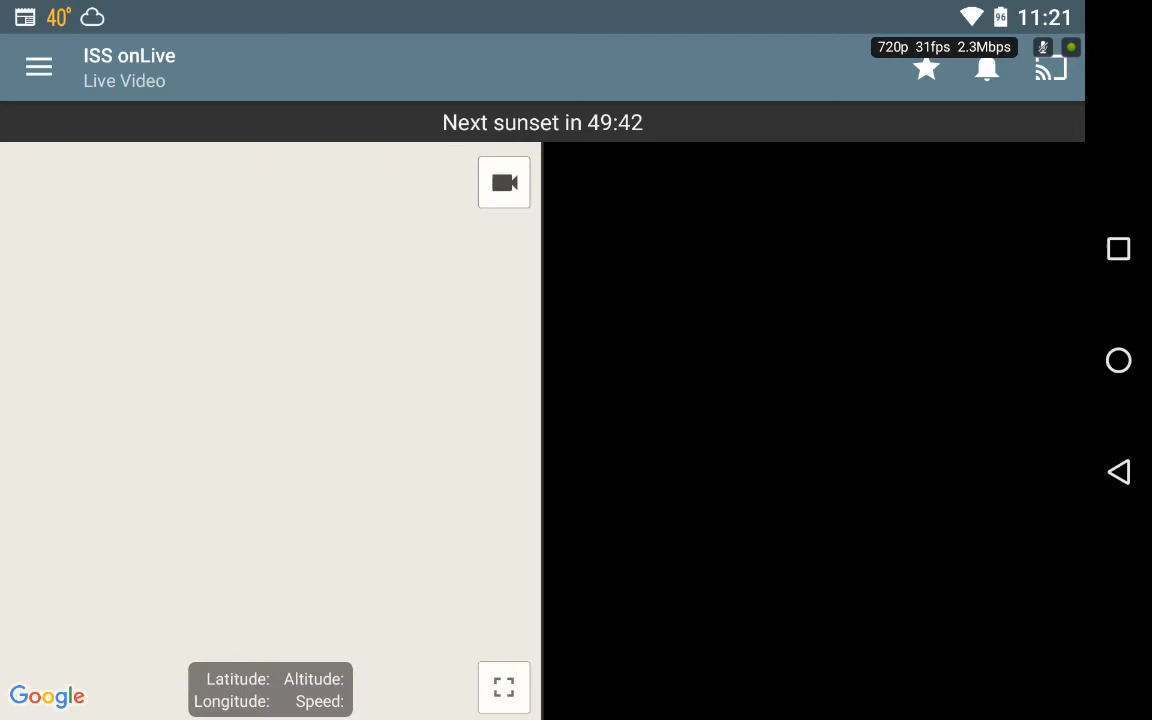 40°
96
11:21
ISS onLive
Live Video
720p 31fps 2.3Mbps
Next sunset in 49:42
Google
Latitude: Altitude:
Longitude: Speed: